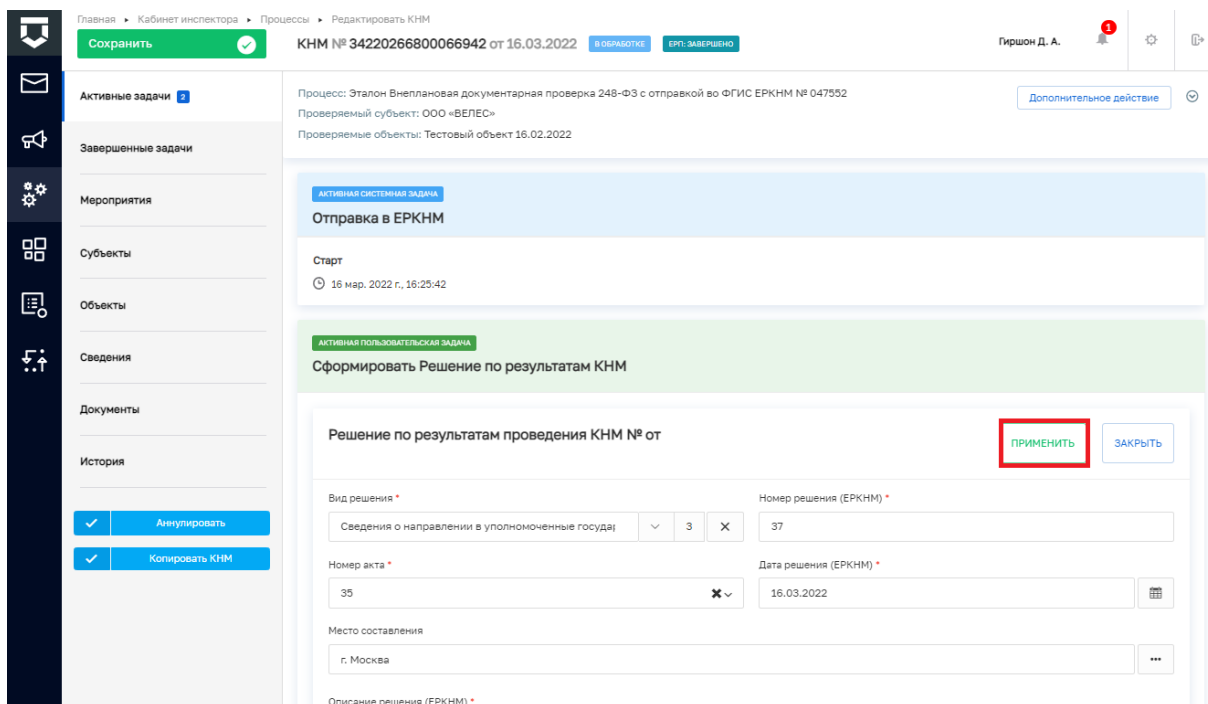 Главная ▸ Кабинет инспектора ▸ Процессы ▸ Редактировать КНМ
Сохранить
КНМ № 34220266800066942 от 16.03.2022 В ОБРАБОТКЕ ЕРП: ЗАВЕРШЕНО
Гиршон Д. А.
1
Активные задачи 2
Завершенные задачи
Мероприятия
Субъекты
Объекты
Сведения
Документы
История
Аннулировать
Копировать КНМ
Процесс: Эталон Внеплановая документарная проверка 248-ФЗ с отправкой во ФГИС ЕРКНМ № 047552
Проверяемый субъект: ООО «ВЕЛЕС»
Проверяемые объекты: Тестовый объект 16.02.2022
Дополнительное действие
АКТИВНАЯ СИСТЕМНАЯ ЗАДАЧА
Отправка в ЕРКНМ
Старт
16 мар. 2022 г., 16:25:42
АКТИВНАЯ ПОЛЬЗОВАТЕЛЬСКАЯ ЗАДАЧА
Сформировать Решение по результатам КНМ
Решение по результатам проведения КНМ № от
ПРИМЕНИТЬ ЗАКРЫТЬ
Вид решения * Номер решения (ЕРКНМ) *
Сведения о направлении в уполномоченные государ 3 37
Номер акта * Дата решения (ЕРКНМ) *
35 16.03.2022
Место составления
г. Москва
Описание решения (ЕРКНМ) *